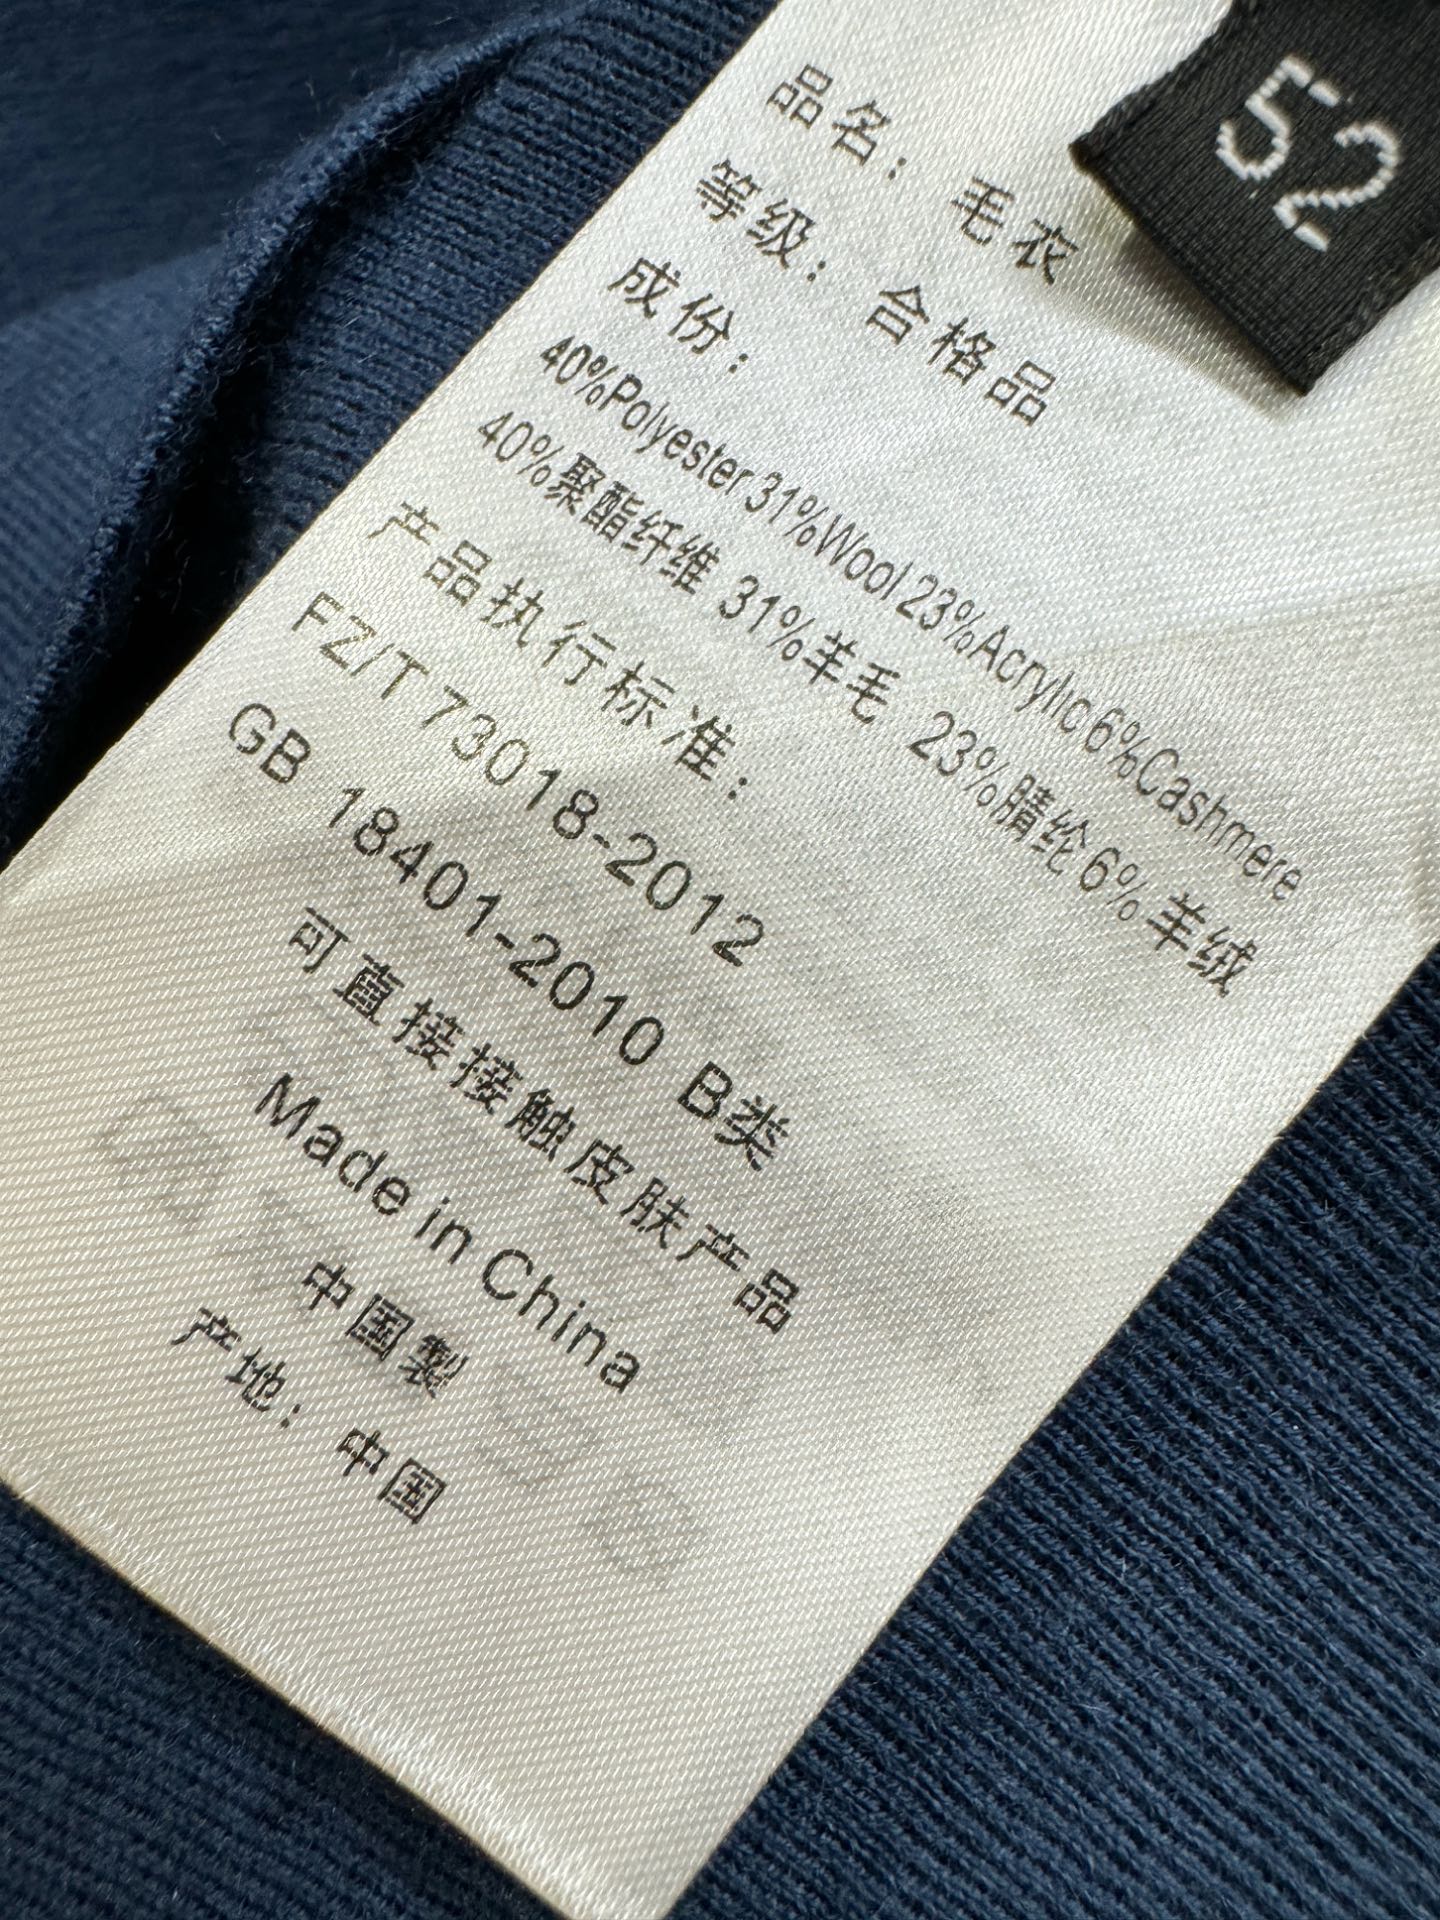 52
品名：毛衣
等级：合格品
成份：
40%Polyester 31%Wool 23%Acrylic 6%Cashmere
40%聚酯纤维 31%羊毛 23%腈纶 6%羊绒
产品执行标准：
FZ/T 73018-2012
GB 18401-2010 B类
可直接接触皮肤产品
Made in China
中国製
产地：中国